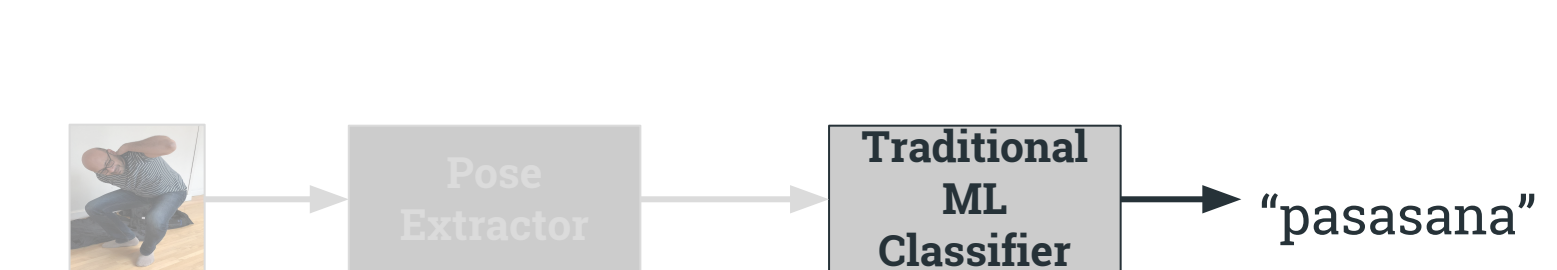 Pose
Extractor
Traditional
ML
Classifier
“pasasana”